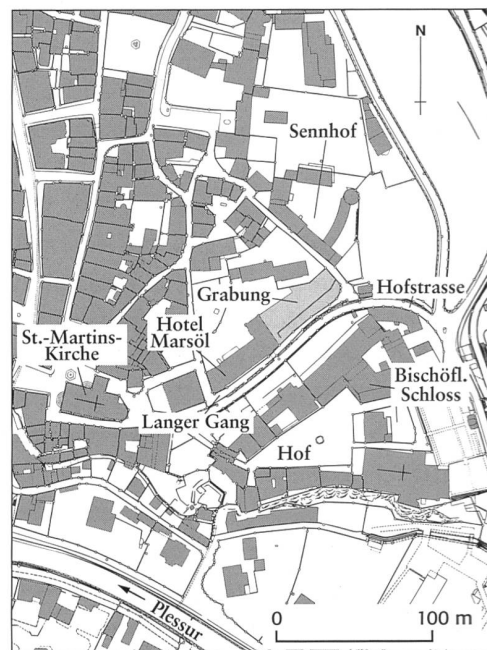 N
Sennhof
Grabung
Hofstrasse
Hotel
Marsöl
St.-Martins-
Kirche
Bischöfl.
Schloss
Langer Gang
Hof
Plessur
0 100 m